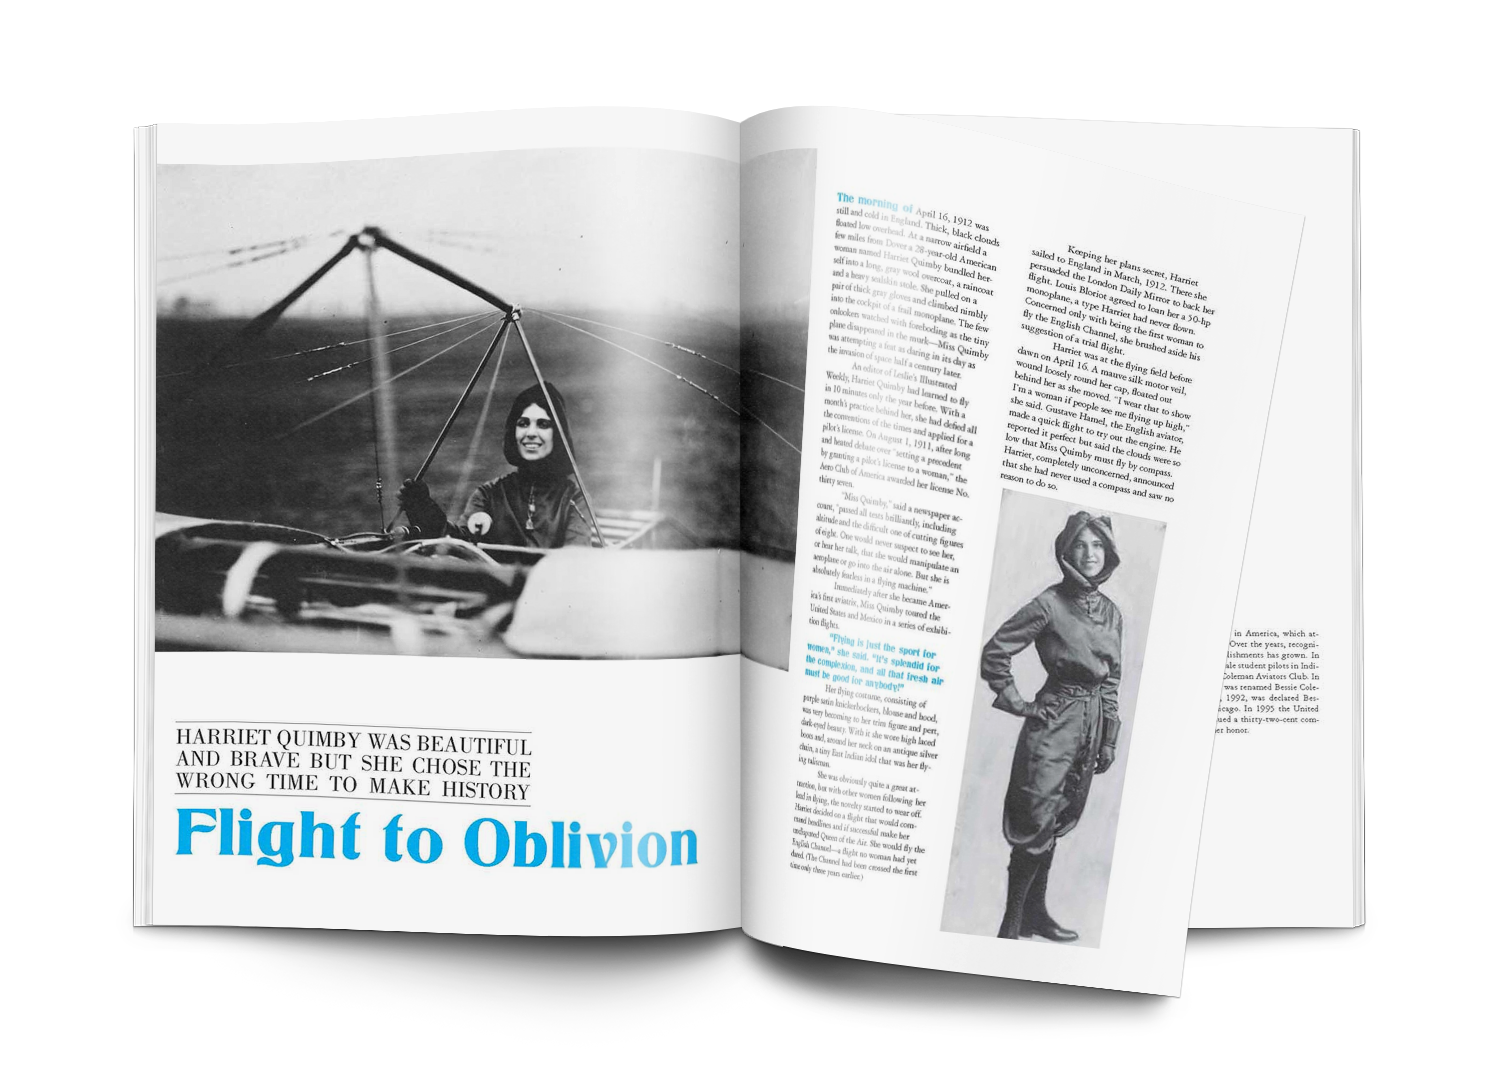 HARRIET QUIMBY WAS BEAUTIFUL
AND BRAVE BUT SHE CHOSE THE
WRONG TIME TO MAKE HISTORY
Flight to Oblivion
The morning of April 16, 1912 was
still and cold in England. Thick, black clouds
floated low overhead. At a narrow airfield a
few miles from Dover a 28-year-old American
woman named Harriet Quimby bundled her-
self into a long, gray wool overcoat, a raincoat
and a heavy sealskin stole. She pulled on a
pair of thick gray gloves and climbed nimbly
into the cockpit of a frail monoplane. The few
onlookers watched with foreboding as the tiny
plane disappeared in the murk—Miss Quimby
was attempting a feat as daring in its day as
the invasion of space half a century later.
An editor of Leslie's Illustrated
Weekly, Harriet Quimby had learned to fly
in 10 minutes only the year before. With a
month's practice behind her, she had defied all
the conventions of the times and applied for a
pilot's license. On August 1, 1911, after long
and heated debate over "setting a precedent
by granting a pilot's license to a woman," the
Aero Club of America awarded her license No.
thirty seven.
"Miss Quimby," said a newspaper ac-
count, "passed all tests brilliantly, including
altitude and the difficult one of cutting figures
of eight. One would never suspect to see her,
or hear her talk, that she would manipulate an
aeroplane or go into the air alone. But she is
absolutely fearless in a flying machine."
Immediately after she became Amer-
ica's first aviatrix, Miss Quimby toured the
United States and Mexico in a series of exhibi-
tion flights.
"Flying is just the sport for
women," she said. "It's splendid for
the complexion, and all that fresh air
must be good for anybody!"
Her flying costume, consisting of
purple satin knickerbockers, blouse and hood,
was very becoming to her trim figure and pert,
dark-eyed beauty. With it she wore high laced
boots and, around her neck on an antique silver
chain, a tiny East Indian idol that was her fly-
ing talisman.
She was obviously quite a great at-
traction, but with other women following her
lead in flying, the novelty started to wear off.
Harriet decided on a flight that would com-
mand headlines and if successful make her
undisputed Queen of the Air. She would fly the
English Channel—a flight no woman had yet
dared. (The Channel had been crossed the first
time only three years earlier.)
Keeping her plans secret, Harriet
sailed to England in March, 1912. There she
persuaded the London Daily Mirror to back her
flight. Louis Bleriot agreed to loan her a 50-hp
monoplane, a type Harriet had never flown.
Concerned only with being the first woman to
fly the English Channel, she brushed aside his
suggestion of a trial flight.
Harriet was at the flying field before
dawn on April 16. A mauve silk motor veil,
wound loosely round her cap, floated out
behind her as she moved. "I wear that to show
I'm a woman if people see me flying up high,"
she said. Gustave Hamel, the English aviator,
made a quick flight to try out the engine. He
reported it perfect but said the clouds were so
low that Miss Quimby must fly by compass.
Harriet, completely unconcerned, announced
that she had never used a compass and saw no
reason to do so.
in America, which at-
Over the years, recogni-
lishments has grown. In
ale student pilots in Indi-
Coleman Aviators Club. In
was renamed Bessie Cole-
, 1992, was declared Bes-
icago. In 1995 the United
ued a thirty-two-cent com-
er honor.